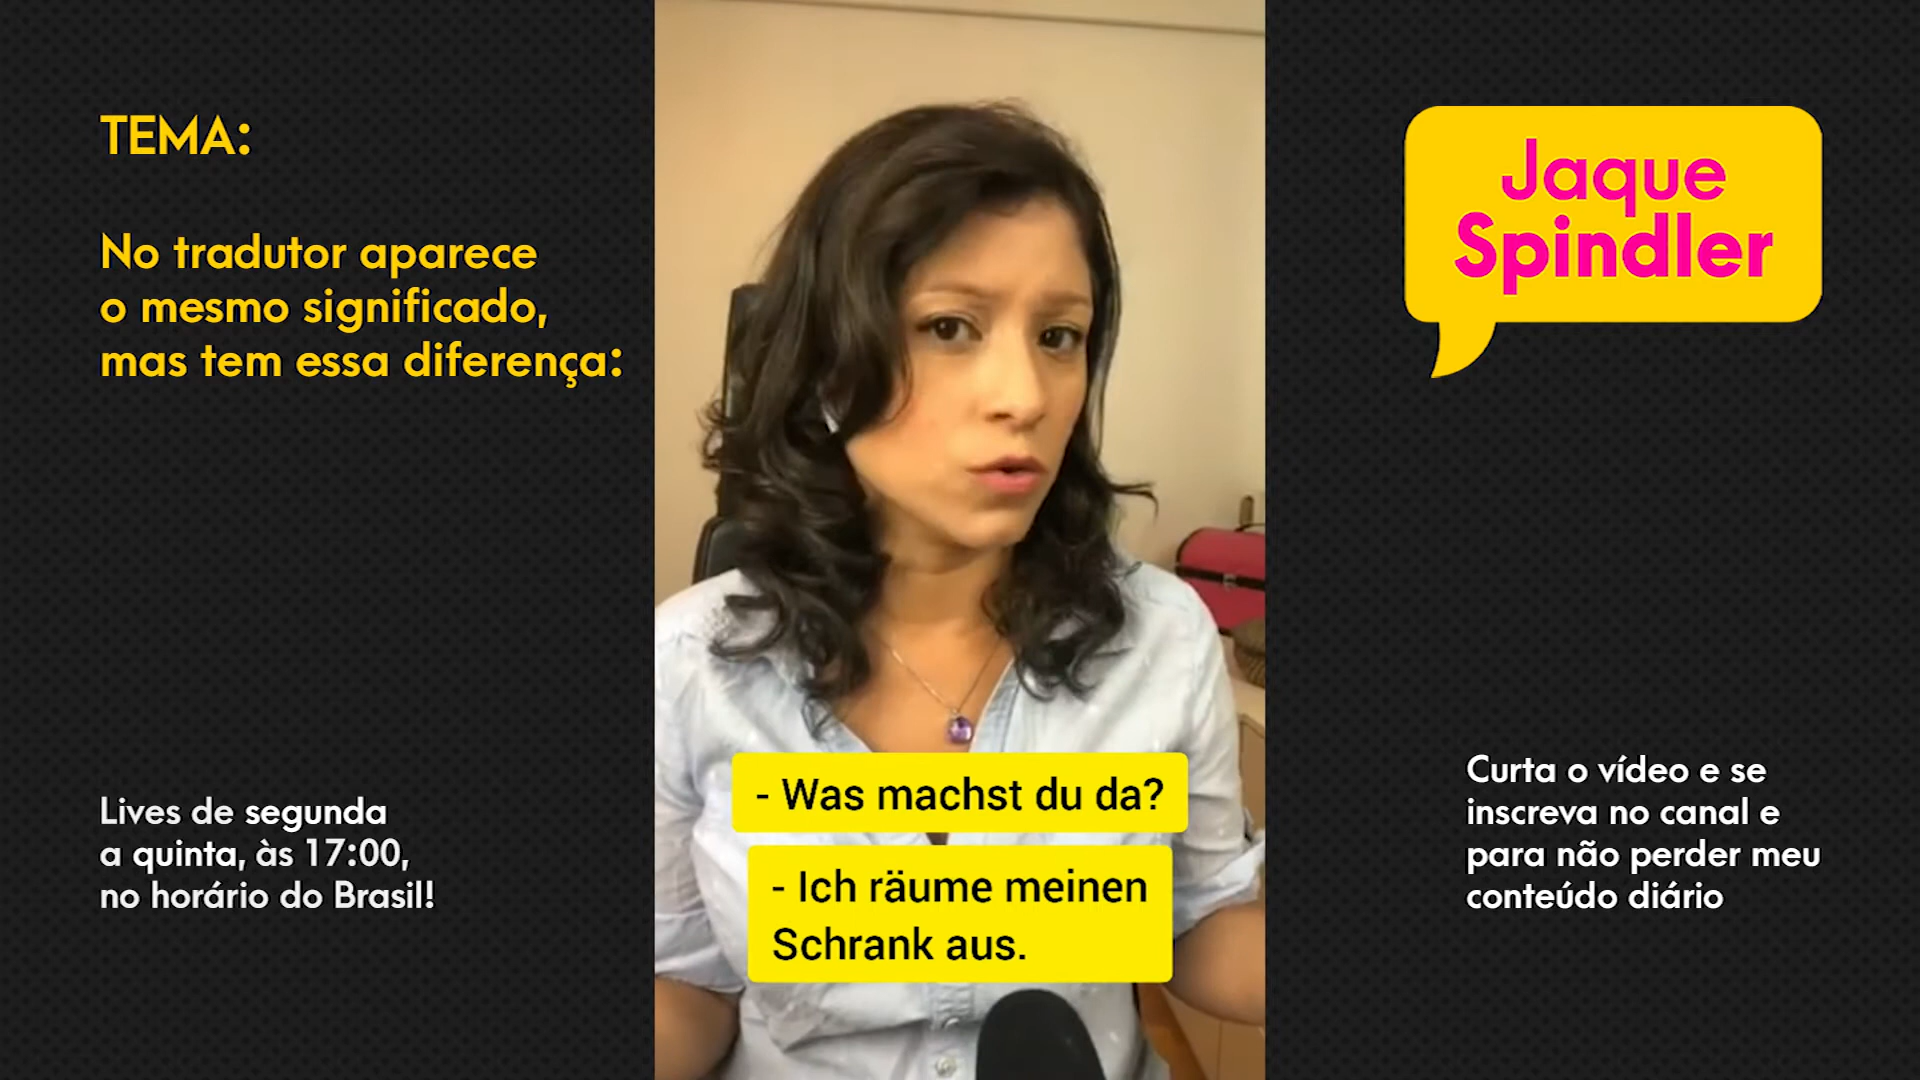 TEMA:
No tradutor aparece
o mesmo significado,
mas tem essa diferença:
Lives de segunda
a quinta, às 17:00,
no horário do Brasil!
- Was machst du da?
- Ich räume meinen
Schrank aus.
Jaque
Spindler
Curta o vídeo e se
inscreva no canal e
para não perder meu
conteúdo diário